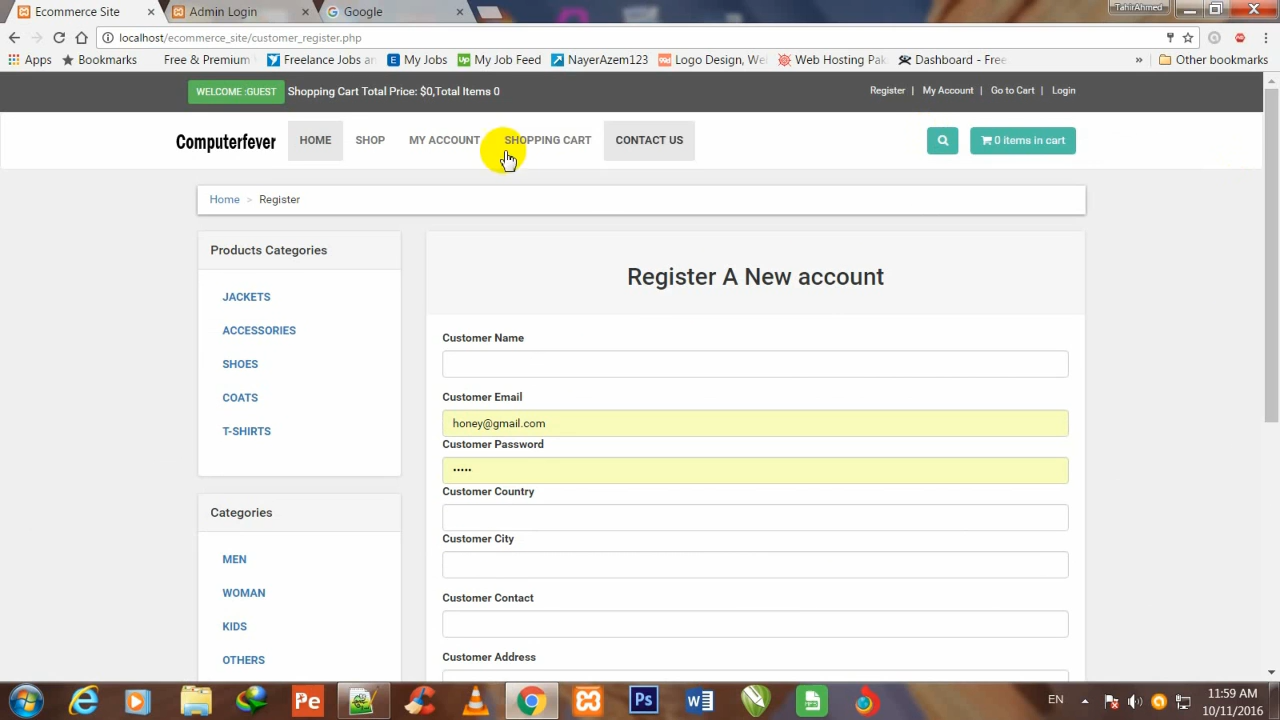 Ecommerce Site
Admin Login
Google
TahirAhmed
localhost/ecommerce_site/customer_register.php
Apps
Bookmarks
Free & Premium
Freelance Jobs an
My Jobs
My Job Feed
NayerAzem123
Logo Design, We
Web Hosting Pak
Dashboard - Free
»
Other bookmarks
WELCOME :GUEST
Shopping Cart Total Price: $0,Total Items 0
Register |
My Account |
Go to Cart |
Login
Computerfever
HOME
SHOP
MY ACCOUNT
SHOPPING CART
CONTACT US
0 items in cart
Home > Register
Products Categories
JACKETS
ACCESSORIES
SHOES
COATS
T-SHIRTS
Categories
MEN
WOMAN
KIDS
OTHERS
Register A New account
Customer Name
Customer Email
honey@gmail.com
Customer Password
•••••
Customer Country
Customer City
Customer Contact
Customer Address
Pe
Ps
EN
11:59 AM
10/11/2016